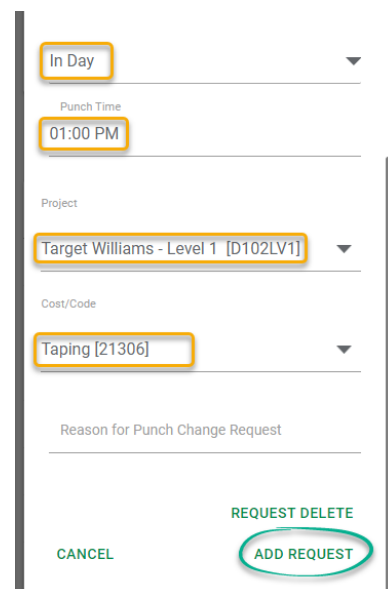 In Day
Punch Time
01:00 PM
Project
Target Williams - Level 1 [D102LV1]
Cost/Code
Taping [21306]
Reason for Punch Change Request
REQUEST DELETE
CANCEL ADD REQUEST